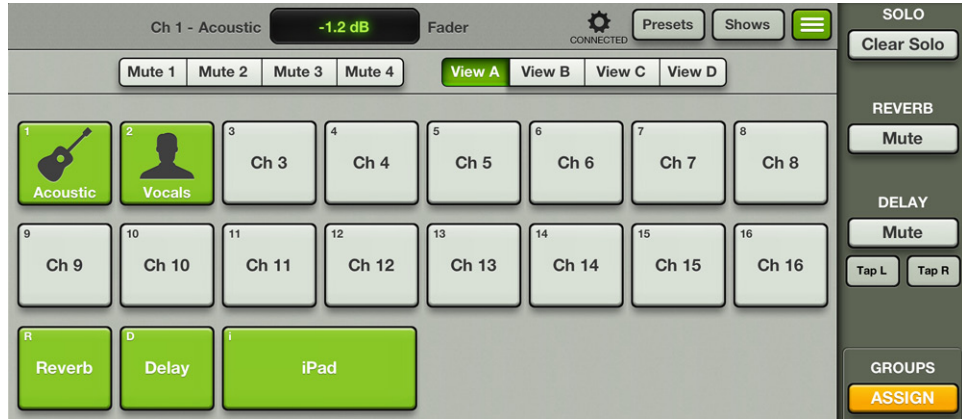 Ch 1 - Acoustic
-1.2 dB
Fader
CONNECTED
Presets
Shows
Mute 1
Mute 2
Mute 3
Mute 4
View A
View B
View C
View D
1
Acoustic
2
Vocals
3
Ch 3
4
Ch 4
5
Ch 5
6
Ch 6
7
Ch 7
8
Ch 8
9
Ch 9
10
Ch 10
11
Ch 11
12
Ch 12
13
Ch 13
14
Ch 14
15
Ch 15
16
Ch 16
R
Reverb
D
Delay
i
iPad
SOLO
Clear Solo
REVERB
Mute
DELAY
Mute
Tap L
Tap R
GROUPS
ASSIGN